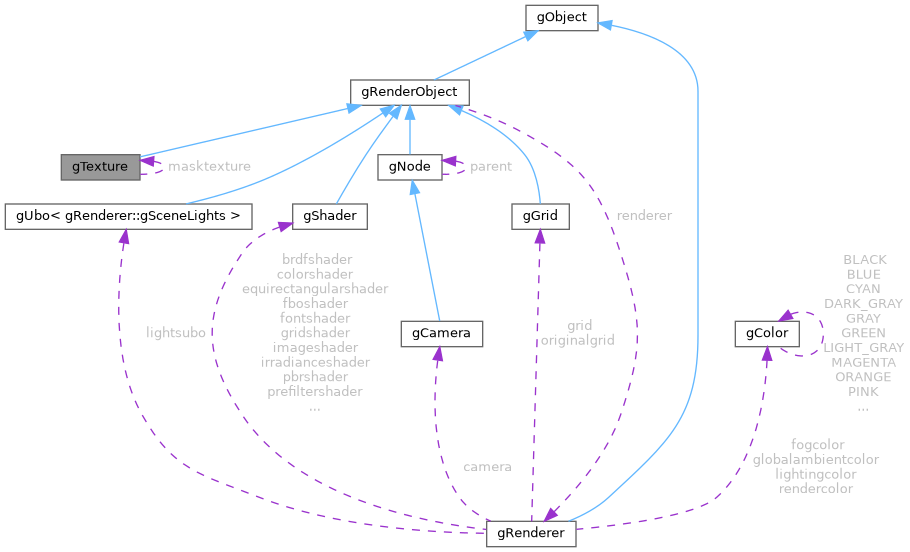 gObject
gRenderObject
gTexture
masktexture
gNode
parent
gUbo< gRenderer::gSceneLights >
gShader
gGrid
renderer
brdfshader
colorshader
equirectangularshader
fboshader
fontshader
gridshader
imageshader
irradianceshader
pbrshader
prefiltershader
...
lightsubo
gCamera
grid
originalgrid
gColor
BLACK
BLUE
CYAN
DARK_GRAY
GRAY
GREEN
LIGHT_GRAY
MAGENTA
ORANGE
PINK
...
camera
fogcolor
globalambientcolor
lightingcolor
rendercolor
gRenderer